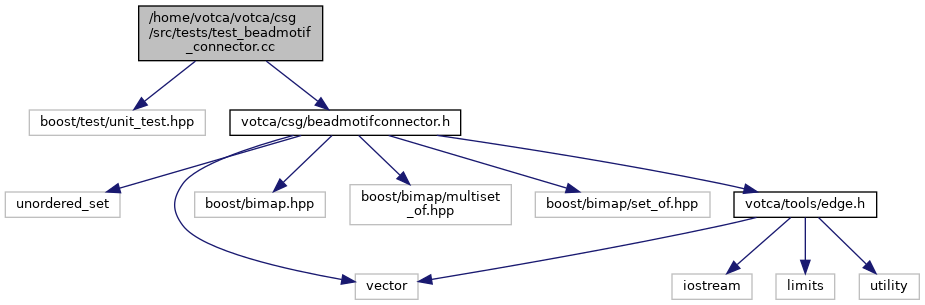 /home/votca/votca/csg
/src/tests/test_beadmotif
_connector.cc
boost/test/unit_test.hpp
votca/csg/beadmotifconnector.h
unordered_set
boost/bimap.hpp
boost/bimap/multiset
_of.hpp
boost/bimap/set_of.hpp
votca/tools/edge.h
vector
iostream
limits
utility